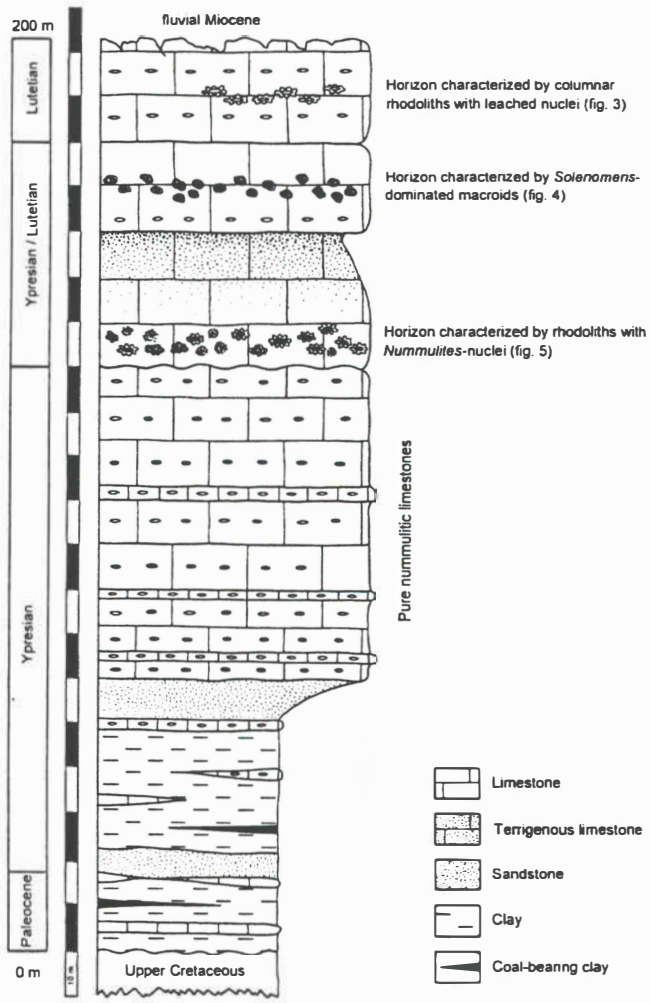 200 m
fluvial Miocene
Lutetian
Horizon characterized by columnar
rhodoliths with leached nuclei (fig. 3)
Ypresian / Lutetian
Horizon characterized by Solenomeris-
dominated macroids (fig. 4)
Horizon characterized by rhodoliths with
Nummulites-nuclei (fig. 5)
Ypresian
Pure nummulitic limestones
Limestone
Terrigenous limestone
Sandstone
Clay
Coal-bearing clay
Paleocene
0 m
10 m
Upper Cretaceous